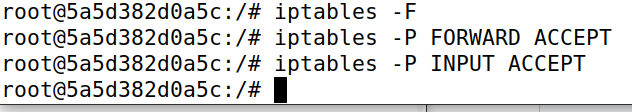 root@5a5d382d0a5c:/# iptables -F
root@5a5d382d0a5c:/# iptables -P FORWARD ACCEPT
root@5a5d382d0a5c:/# iptables -P INPUT ACCEPT
root@5a5d382d0a5c:/#